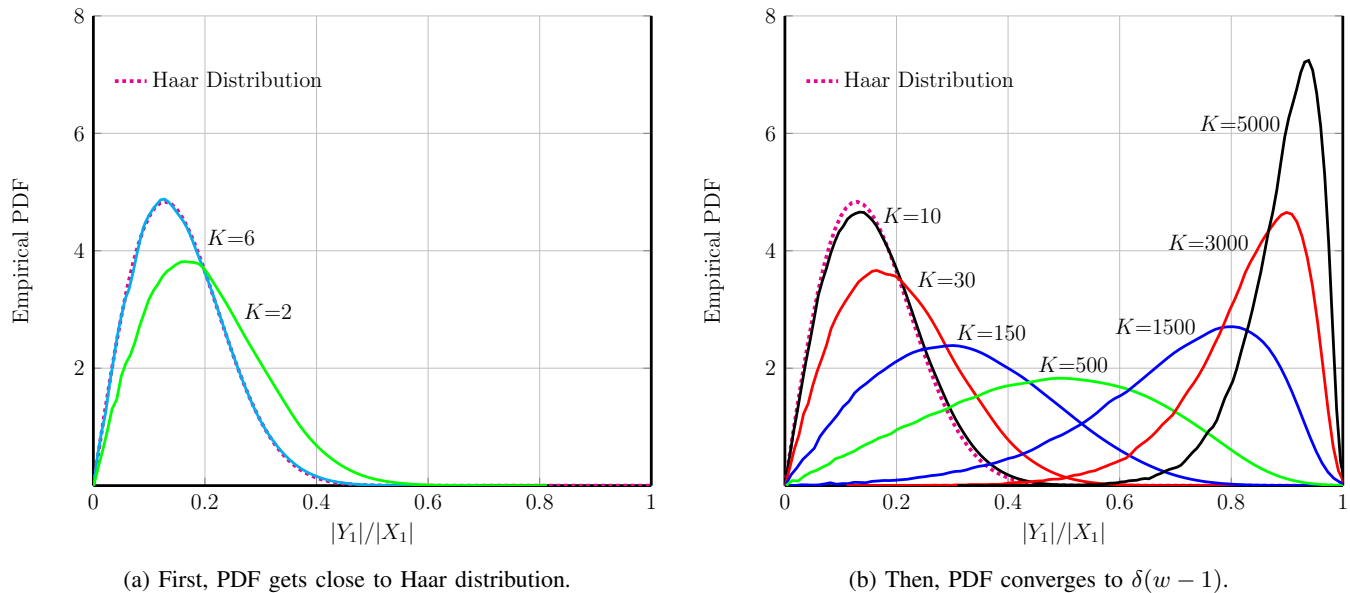 8
6
4
2
Empirical PDF
Haar Distribution
K=6
K=2
0
0.2
0.4
0.6
0.8
1
|Y₁|/|X₁|
(a) First, PDF gets close to Haar distribution.
8
6
4
2
Empirical PDF
Haar Distribution
K=5000
K=10
K=3000
K=30
K=150
K=1500
K=500
0
0.2
0.4
0.6
0.8
1
|Y₁|/|X₁|
(b) Then, PDF converges to δ(w − 1).